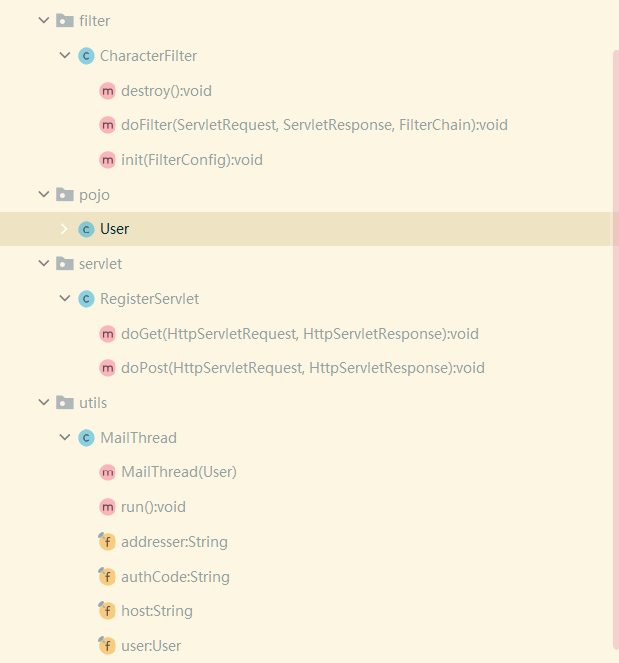 filter
CharacterFilter
destroy():void
doFilter(ServletRequest, ServletResponse, FilterChain):void
init(FilterConfig):void
pojo
User
servlet
RegisterServlet
doGet(HttpServletRequest, HttpServletResponse):void
doPost(HttpServletRequest, HttpServletResponse):void
utils
MailThread
MailThread(User)
run():void
addresser:String
authCode:String
host:String
user:User